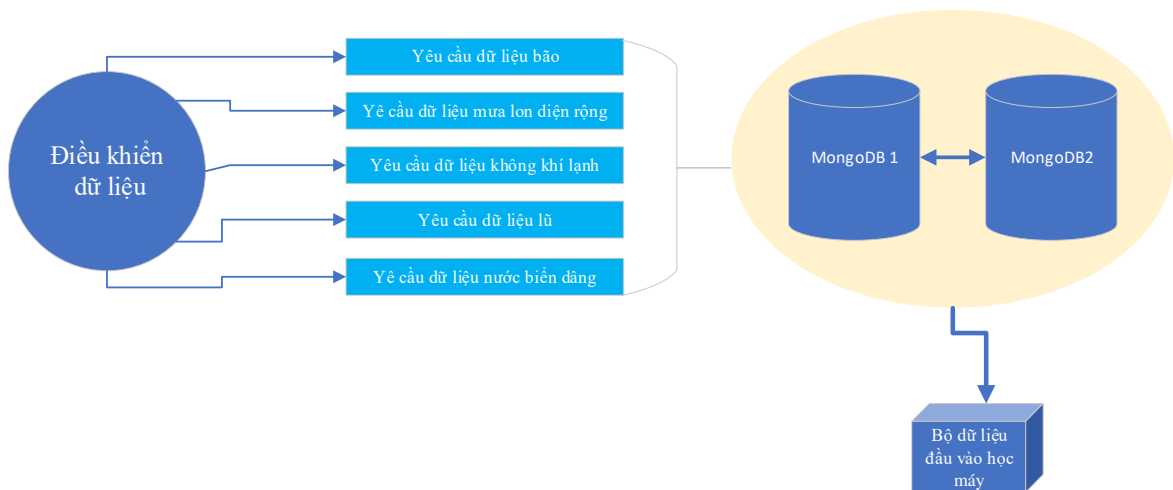 Điều khiển
dữ liệu
Yêu cầu dữ liệu bão
Yê cầu dữ liệu mưa lon diện rộng
Yêu cầu dữ liệu không khí lạnh
Yêu cầu dữ liệu lũ
Yê cầu dữ liệu nước biển dâng
MongoDB 1
MongoDB2
Bộ dữ liệu
đầu vào học
máy